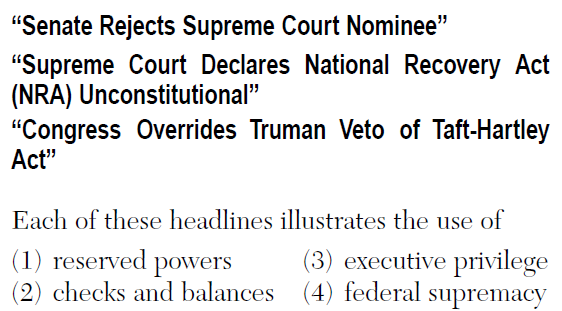 “Senate Rejects Supreme Court Nominee”
“Supreme Court Declares National Recovery Act
(NRA) Unconstitutional”
“Congress Overrides Truman Veto of Taft-Hartley
Act”
Each of these headlines illustrates the use of
(1) reserved powers (3) executive privilege
(2) checks and balances (4) federal supremacy